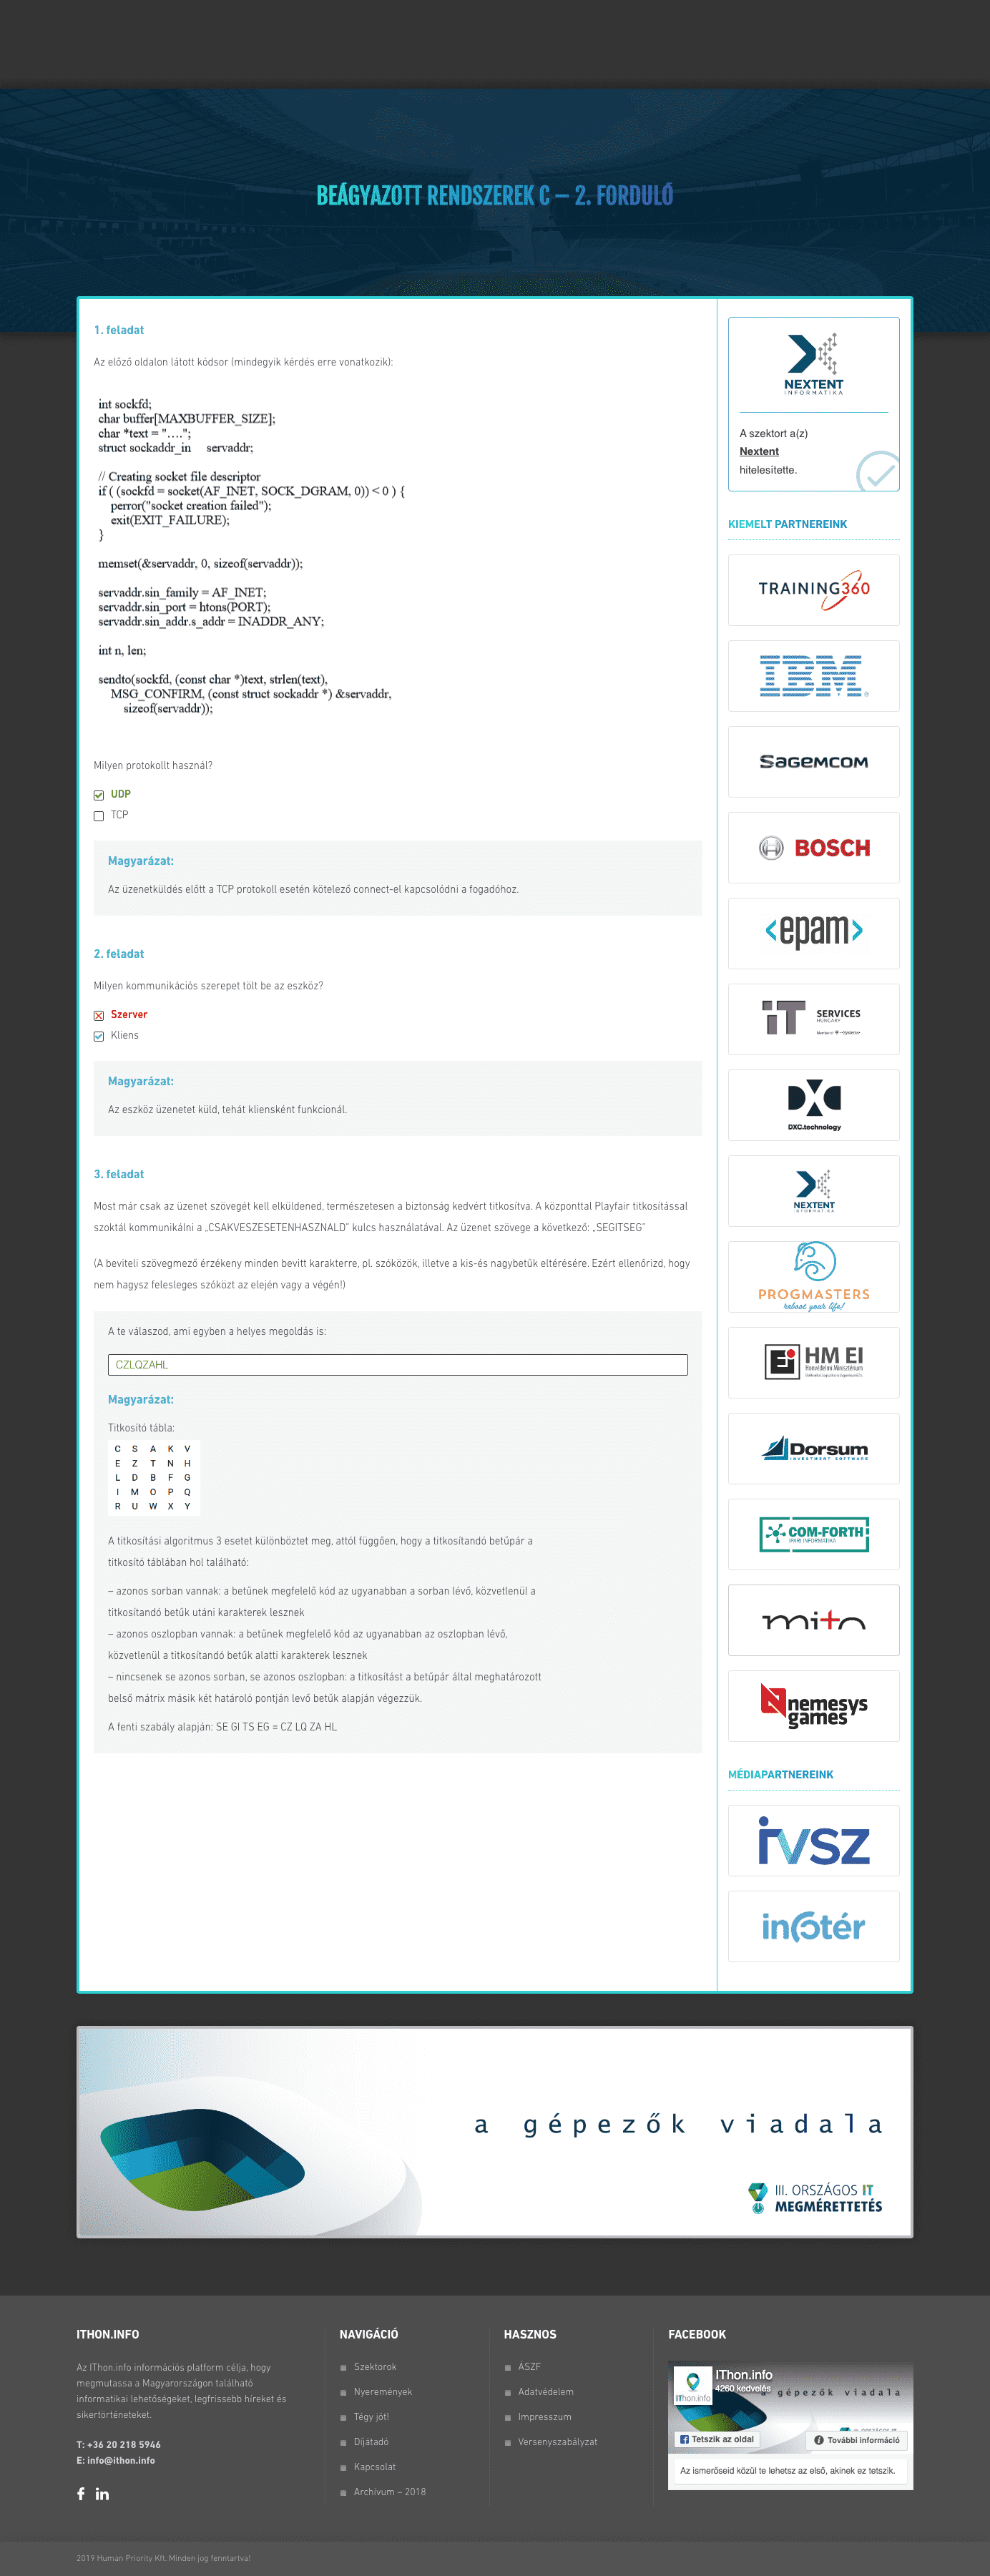 BEÁGYAZOTT RENDSZEREK C – 2. FORDULÓ
1. feladat
Az előző oldalon látott kódsor (mindegyik kérdés erre vonatkozik):
int sockfd;
char buffer[MAXBUFFER_SIZE];
char *text = "….";
struct sockaddr_in servaddr;
// Creating socket file descriptor
if ( (sockfd = socket(AF_INET, SOCK_DGRAM, 0)) < 0 ) {
perror("socket creation failed");
exit(EXIT_FAILURE);
}
memset(&servaddr, 0, sizeof(servaddr));
servaddr.sin_family = AF_INET;
servaddr.sin_port = htons(PORT);
servaddr.sin_addr.s_addr = INADDR_ANY;
int n, len;
sendto(sockfd, (const char *)text, strlen(text),
MSG_CONFIRM, (const struct sockaddr *) &servaddr,
sizeof(servaddr));
Milyen protokollt használ?
UDP
TCP
Magyarázat:
Az üzenetküldés előtt a TCP protokoll esetén kötelező connect-el kapcsolódni a fogadóhoz.
2. feladat
Milyen kommunikációs szerepet tölt be az eszköz?
Szerver
Kliens
Magyarázat:
Az eszköz üzenetet küld, tehát kliensként funkcionál.
3. feladat
Most már csak az üzenet szövegét kell elküldened, természetesen a biztonság kedvért titkosítva. A központtal Playfair titkosítással
szoktál kommunikálni a „CSAKVESZESETENHASZNALD” kulcs használatával. Az üzenet szövege a következő: „SEGITSEG”
(A beviteli szövegmező érzékeny minden bevitt karakterre, pl. szóközök, illetve a kis-és nagybetűk eltérésére. Ezért ellenőrizd, hogy
nem hagysz felesleges szóközt az elején vagy a végén!)
A te válaszod, ami egyben a helyes megoldás is:
CZLQZAHL
Magyarázat:
Titkosító tábla:
C S A K V
E Z T N H
L D B F G
I M O P Q
R U W X Y
A titkosítási algoritmus 3 esetet különböztet meg, attól függően, hogy a titkosítandó betűpár a
titkosító táblában hol található:
– azonos sorban vannak: a betűnek megfelelő kód az ugyanabban a sorban lévő, közvetlenül a
titkosítandó betűk utáni karakterek lesznek
– azonos oszlopban vannak: a betűnek megfelelő kód az ugyanabban az oszlopban lévő,
közvetlenül a titkosítandó betűk alatti karakterek lesznek
– nincsenek se azonos sorban, se azonos oszlopban: a titkosítást a betűpár által meghatározott
belső mátrix másik két határoló pontján levő betűk alapján végezzük.
A fenti szabály alapján: SE GI TS EG = CZ LQ ZA HL
NEXTENT
INFORMATIKA
A szektort a(z)
Nextent
hitelesítette.
KIEMELT PARTNEREINK
TRAINING360
IBM®
SAGEMCOM
BOSCH
<epam>
iT SERVICES
HUNGARY
DXC.technology
NEXTENT
INFORMATIKA
PROGMASTERS
reboot your life!
Ei HM EI
Honvédelmi Minisztérium
Dorsum
INVESTMENT SOFTWARE
COM-FORTH
IPARI INFORMATIKA
mito
nemesys
games
MÉDIAPARTNEREINK
ivsz
infotér
a gépezők viadala
III. ORSZÁGOS IT
MEGMÉRETTETÉS
ITHON.INFO
Az IThon.info információs platform célja, hogy
megmutassa a Magyarországon található
informatikai lehetőségeket, legfrissebb híreket és
sikertörténeteket.
T: +36 20 218 5946
E: info@ithon.info
f in
NAVIGÁCIÓ
Szektorok
Nyeremények
Tégy jót!
Díjátadó
Kapcsolat
Archívum – 2018
HASZNOS
ÁSZF
Adatvédelem
Impresszum
Versenyszabályzat
FACEBOOK
IThon.info
4260 kedvelés
IThon.info
a gépezők viadala
Tetszik az oldal
További információ
Az ismerőseid közül te lehetsz az első, akinek ez tetszik.
2019 Human Priority Kft. Minden jog fenntartva!